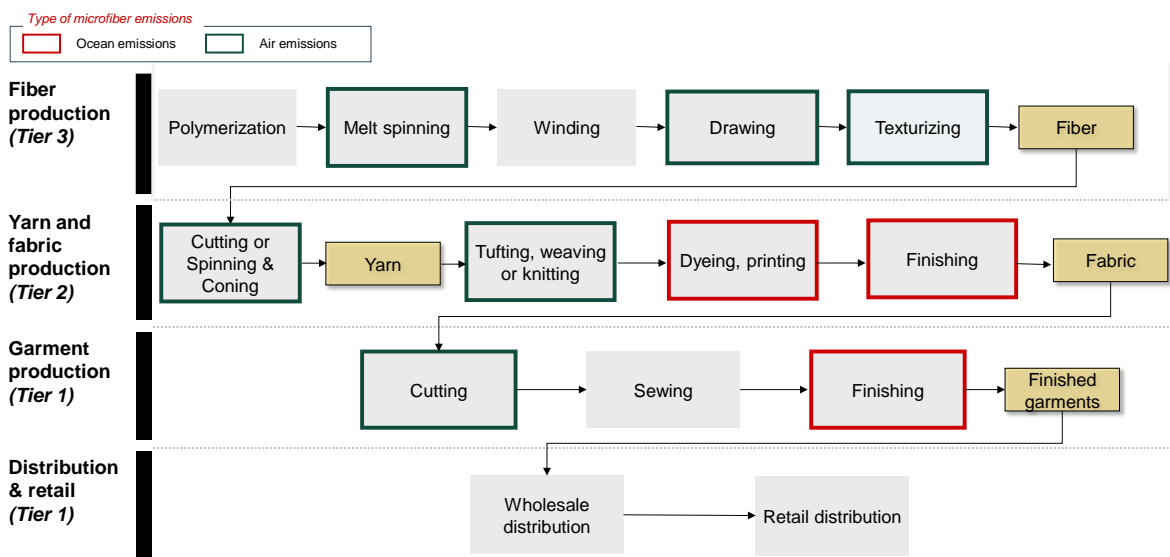 Type of microfiber emissions
Ocean emissions
Air emissions
Fiber
production
(Tier 3)
Polymerization
Melt spinning
Winding
Drawing
Texturizing
Fiber
Yarn and
fabric
production
(Tier 2)
Cutting or
Spinning &
Coning
Yarn
Tufting, weaving
or knitting
Dyeing, printing
Finishing
Fabric
Garment
production
(Tier 1)
Cutting
Sewing
Finishing
Finished
garments
Distribution
& retail
(Tier 1)
Wholesale
distribution
Retail distribution